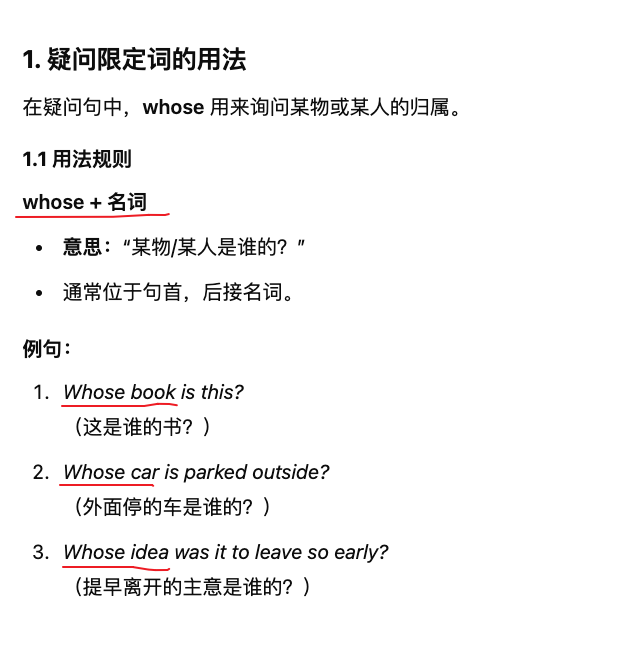 1. 疑问限定词的用法
在疑问句中，whose 用来询问某物或某人的归属。
1.1 用法规则
whose + 名词
• 意思：“某物/某人是谁的？”
• 通常位于句首，后接名词。
例句：
1. Whose book is this?
（这是谁的书？）
2. Whose car is parked outside?
（外面停的车是谁的？）
3. Whose idea was it to leave so early?
（提早离开的主意是谁的？）